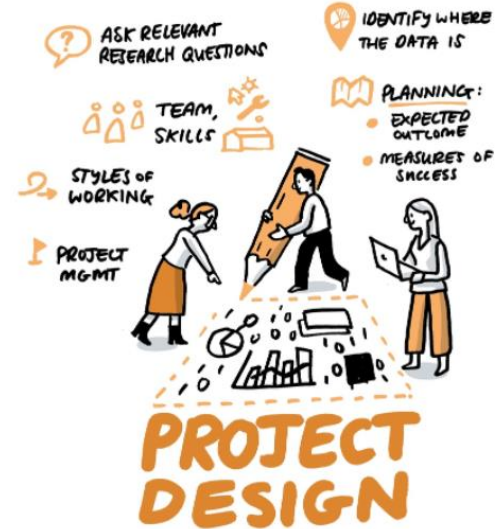 ASK RELEVANT
RESEARCH QUESTIONS
TEAM,
SKILLS
STYLES OF
WORKING
PROJECT
MGMT
IDENTIFY WHERE
THE DATA IS
PLANNING:
EXPECTED
OUTCOME
MEASURES OF
SUCCESS
PROJECT
DESIGN